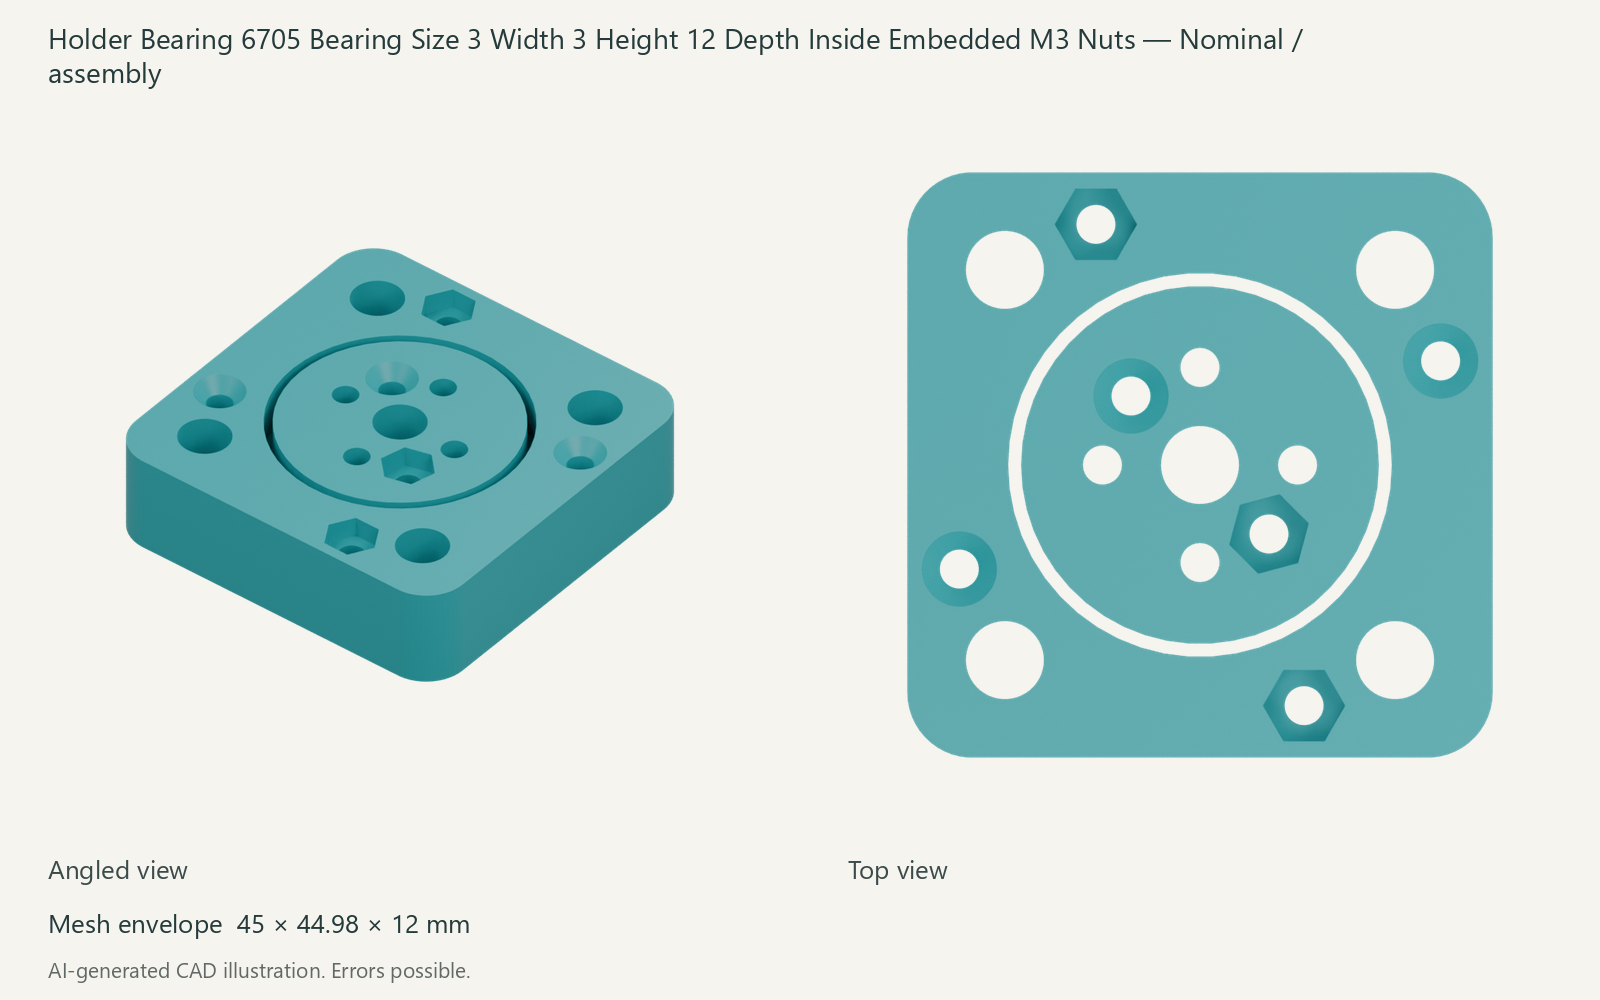 Holder Bearing 6705 Bearing Size 3 Width 3 Height 12 Depth Inside Embedded M3 Nuts — Nominal /
assembly
Angled view
Top view
Mesh envelope  45 × 44.98 × 12 mm
AI-generated CAD illustration. Errors possible.